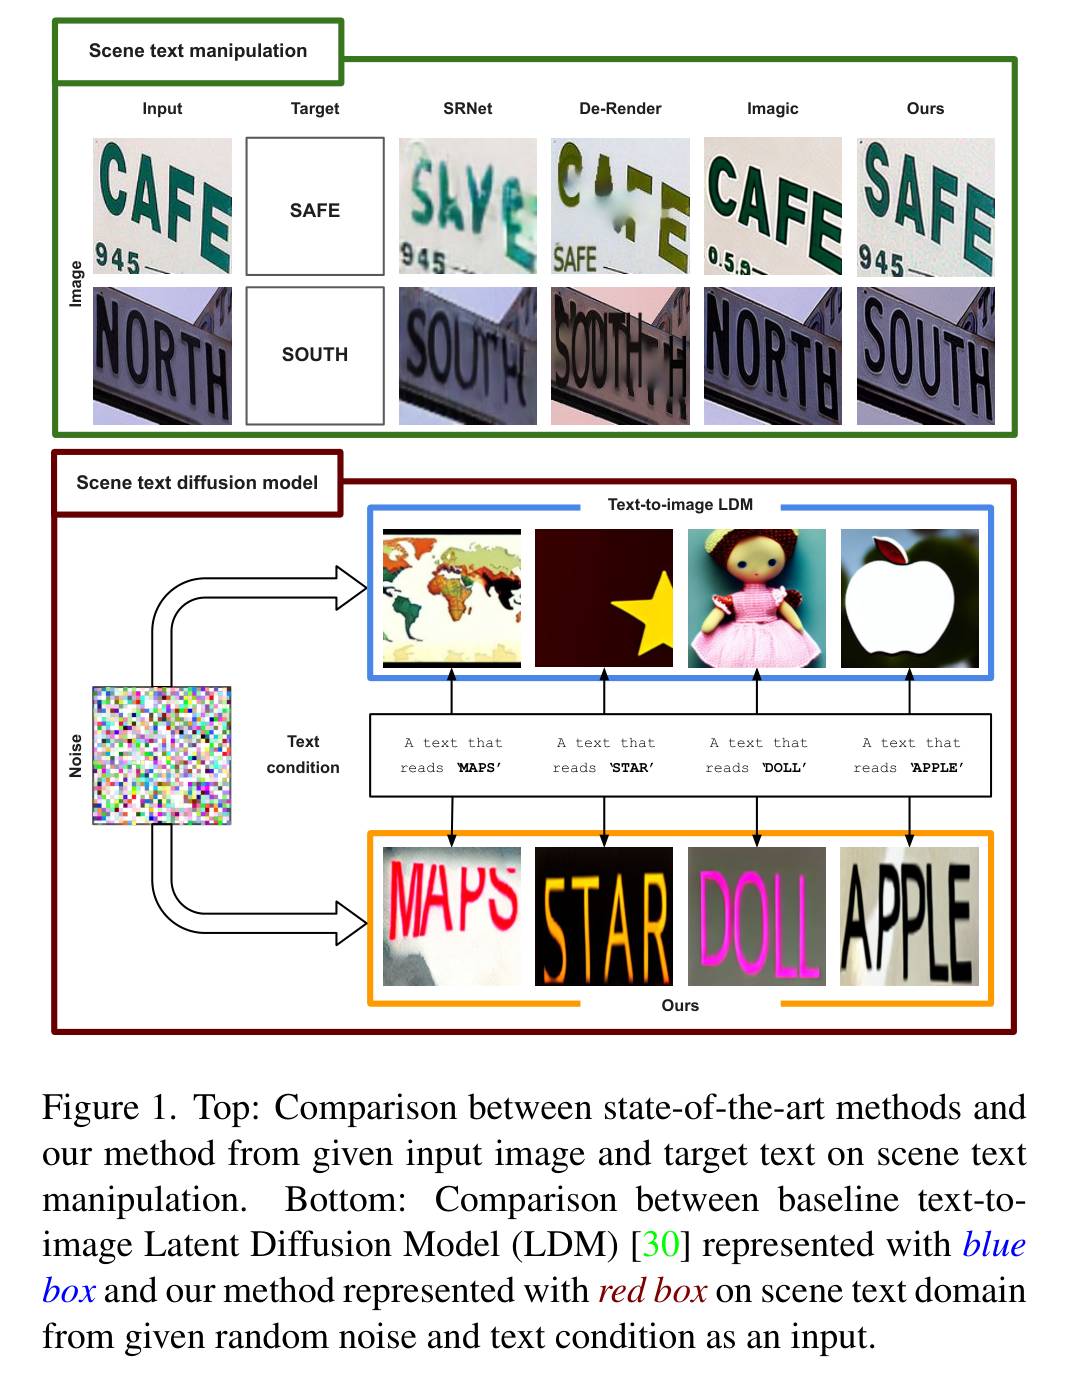 Scene text manipulation
Input Target SRNet De-Render Imagic Ours
Image
CAFE
945
SAFE
SAVE
945
CAFE
SAFE
CAFE
0.5.9
SAFE
945
NORTH
SOUTH
SOUTH
SOUTH H
NORTH
SOUTH
Scene text diffusion model
Text-to-image LDM
Noise
Text
condition
A text that
reads ‘MAPS’
A text that
reads ‘STAR’
A text that
reads ‘DOLL’
A text that
reads ‘APPLE’
MAPS
STAR
DOLL
APPLE
Ours
Figure 1. Top: Comparison between state-of-the-art methods and
our method from given input image and target text on scene text
manipulation. Bottom: Comparison between baseline text-to-
image Latent Diffusion Model (LDM) [30] represented with blue
box and our method represented with red box on scene text domain
from given random noise and text condition as an input.